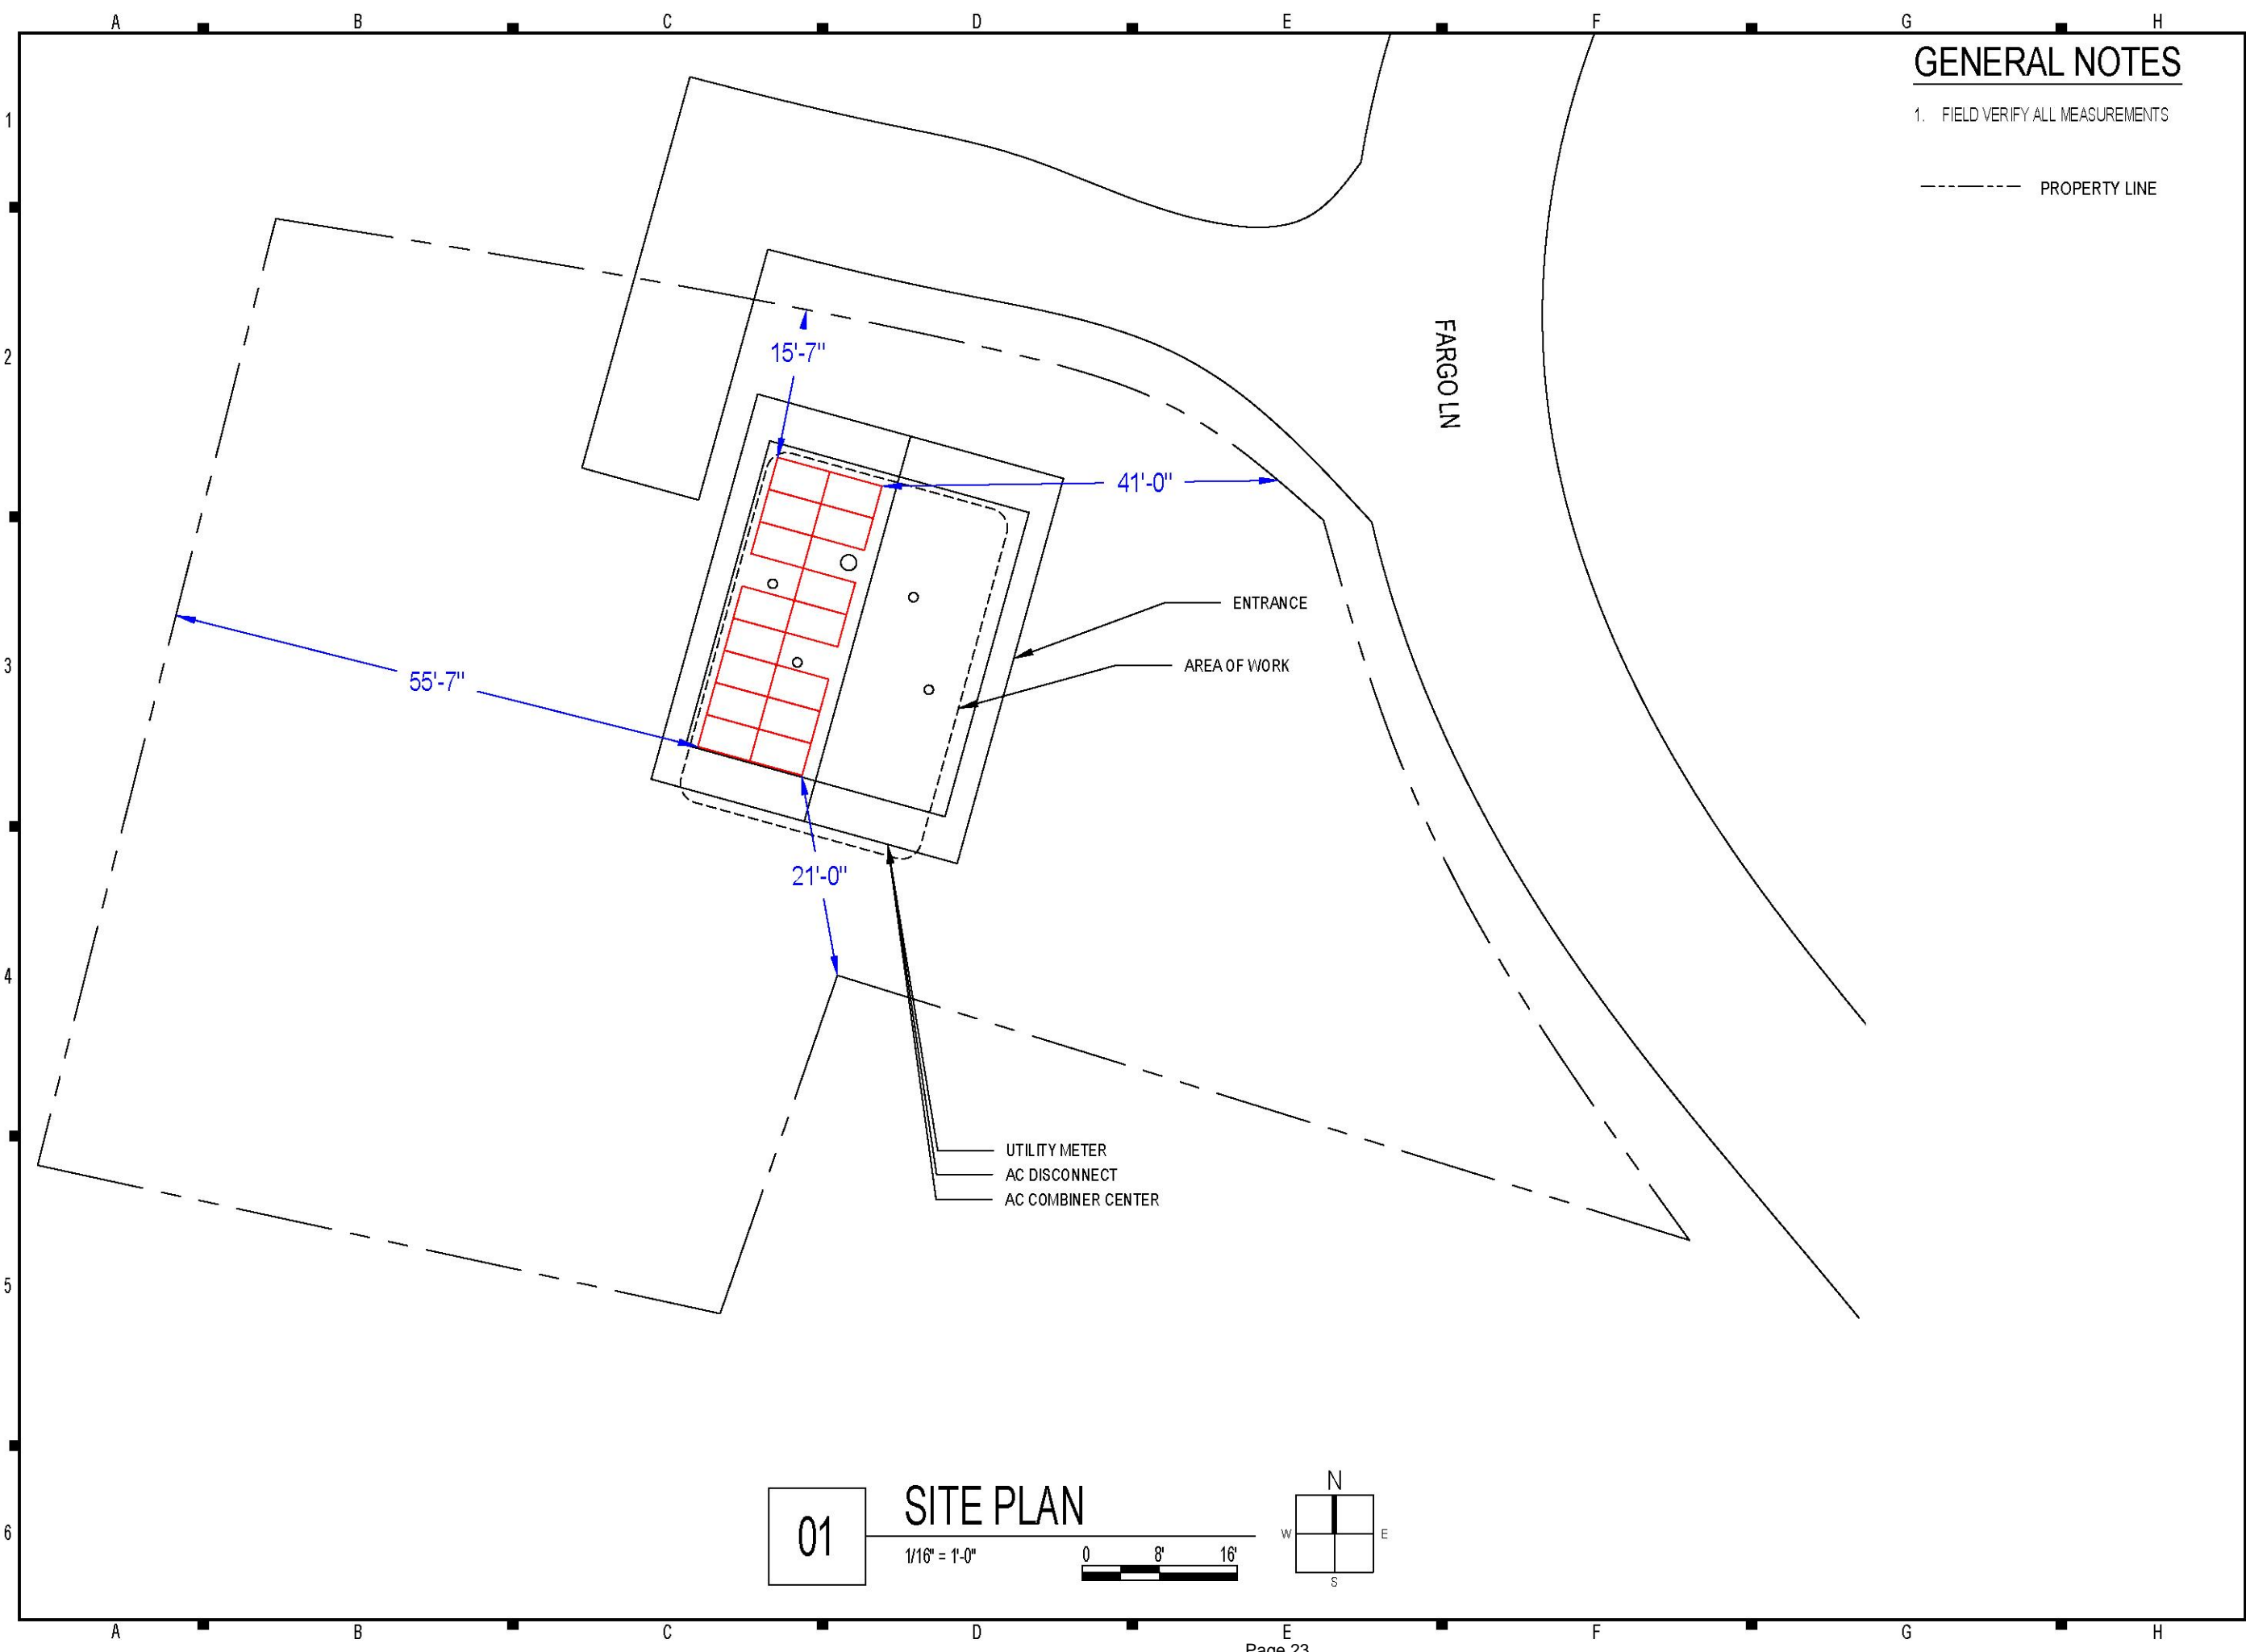 A B C D E F G H
GENERAL NOTES
1. FIELD VERIFY ALL MEASUREMENTS
PROPERTY LINE
1
2
3
4
5
6
15'-7"
FARGO LN
41'-0"
ENTRANCE
AREA OF WORK
55'-7"
21'-0"
UTILITY METER
AC DISCONNECT
AC COMBINER CENTER
01
SITE PLAN
1/16" = 1'-0"
0 8' 16'
N
W E
S
A B C D E F G H
Page 23